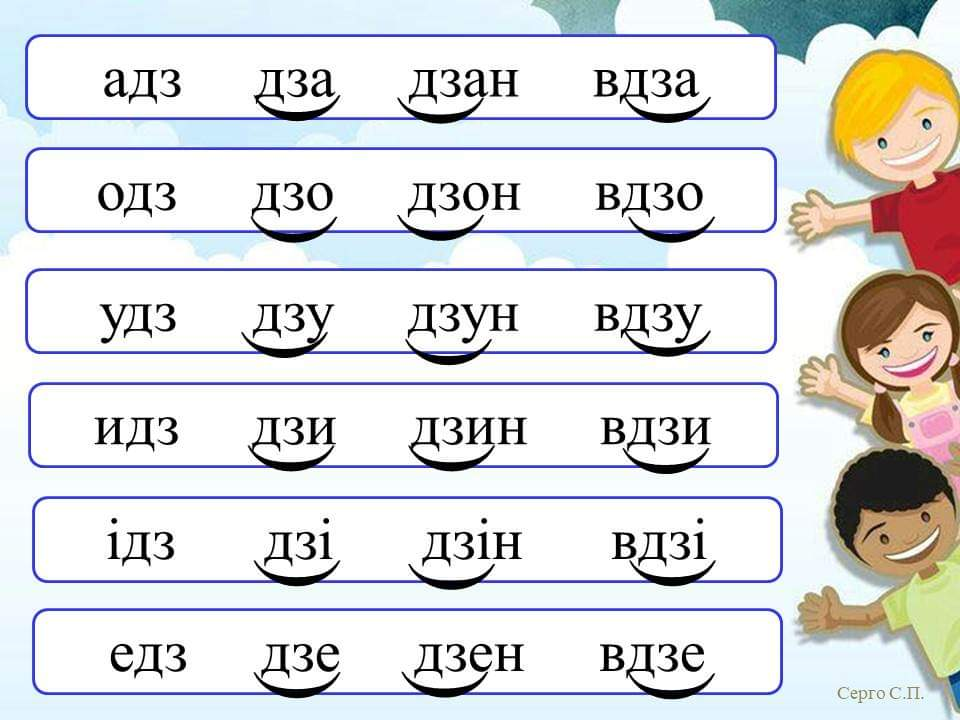 адз дза дзан вдза
одз дзо дзон вдзо
удз дзу дзун вдзу
идз дзи дзин вдзи
ідз дзі дзін вдзі
едз дзе дзен вдзе
Серго С.П.